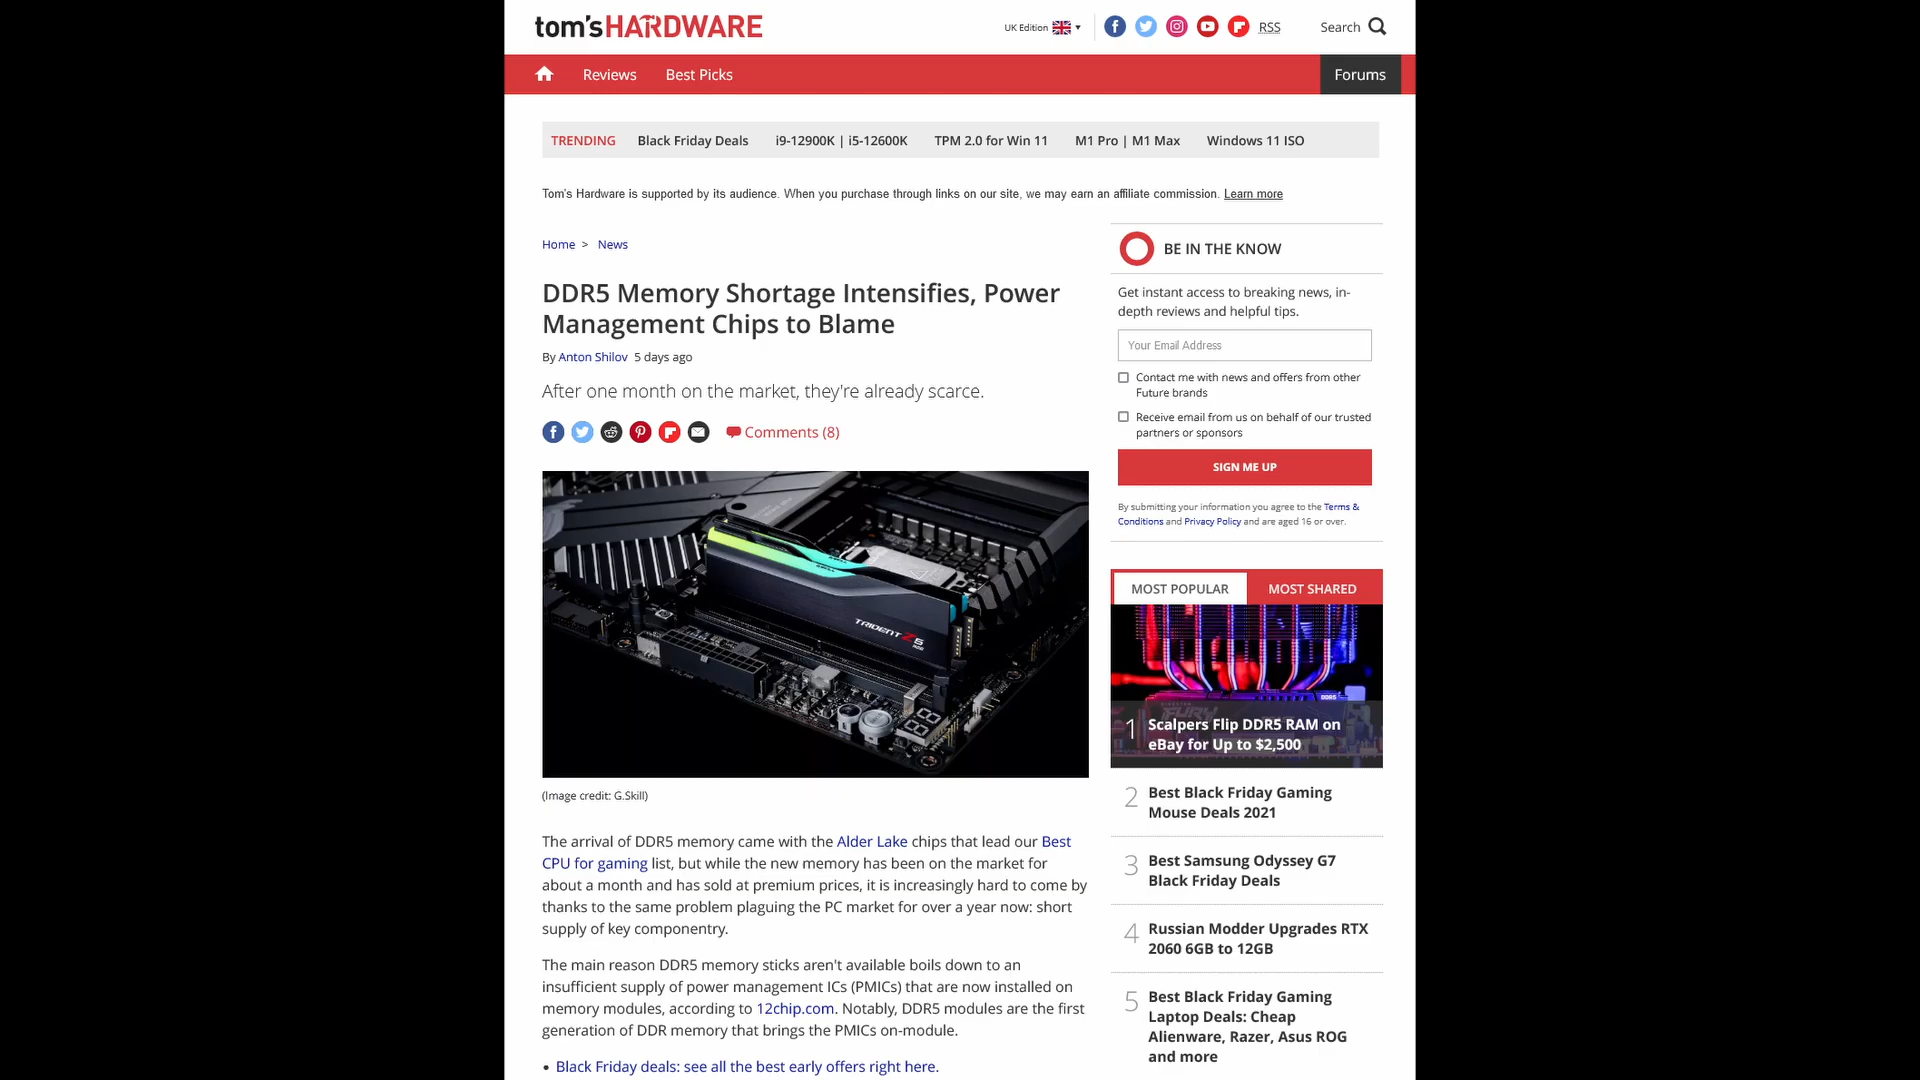 tom's HARDWARE
UK Edition
RSS
Search
Reviews
Best Picks
Forums
TRENDING
Black Friday Deals
i9-12900K | i5-12600K
TPM 2.0 for Win 11
M1 Pro | M1 Max
Windows 11 ISO
Tom's Hardware is supported by its audience. When you purchase through links on our site, we may earn an affiliate commission. Learn more
Home > News
DDR5 Memory Shortage Intensifies, Power
Management Chips to Blame
By Anton Shilov 5 days ago
After one month on the market, they're already scarce.
Comments (8)
TRIDENT Z5
RGB
(Image credit: G.Skill)
The arrival of DDR5 memory came with the Alder Lake chips that lead our Best
CPU for gaming list, but while the new memory has been on the market for
about a month and has sold at premium prices, it is increasingly hard to come by
thanks to the same problem plaguing the PC market for over a year now: short
supply of key componentry.
The main reason DDR5 memory sticks aren't available boils down to an
insufficient supply of power management ICs (PMICs) that are now installed on
memory modules, according to 12chip.com. Notably, DDR5 modules are the first
generation of DDR memory that brings the PMICs on-module.
• Black Friday deals: see all the best early offers right here.
BE IN THE KNOW
Get instant access to breaking news, in-
depth reviews and helpful tips.
Your Email Address
Contact me with news and offers from other
Future brands
Receive email from us on behalf of our trusted
partners or sponsors
SIGN ME UP
By submitting your information you agree to the Terms &
Conditions and Privacy Policy and are aged 16 or over.
MOST POPULAR
MOST SHARED
DDR5
FURY
1 Scalpers Flip DDR5 RAM on
eBay for Up to $2,500
2 Best Black Friday Gaming
Mouse Deals 2021
3 Best Samsung Odyssey G7
Black Friday Deals
4 Russian Modder Upgrades RTX
2060 6GB to 12GB
5 Best Black Friday Gaming
Laptop Deals: Cheap
Alienware, Razer, Asus ROG
and more